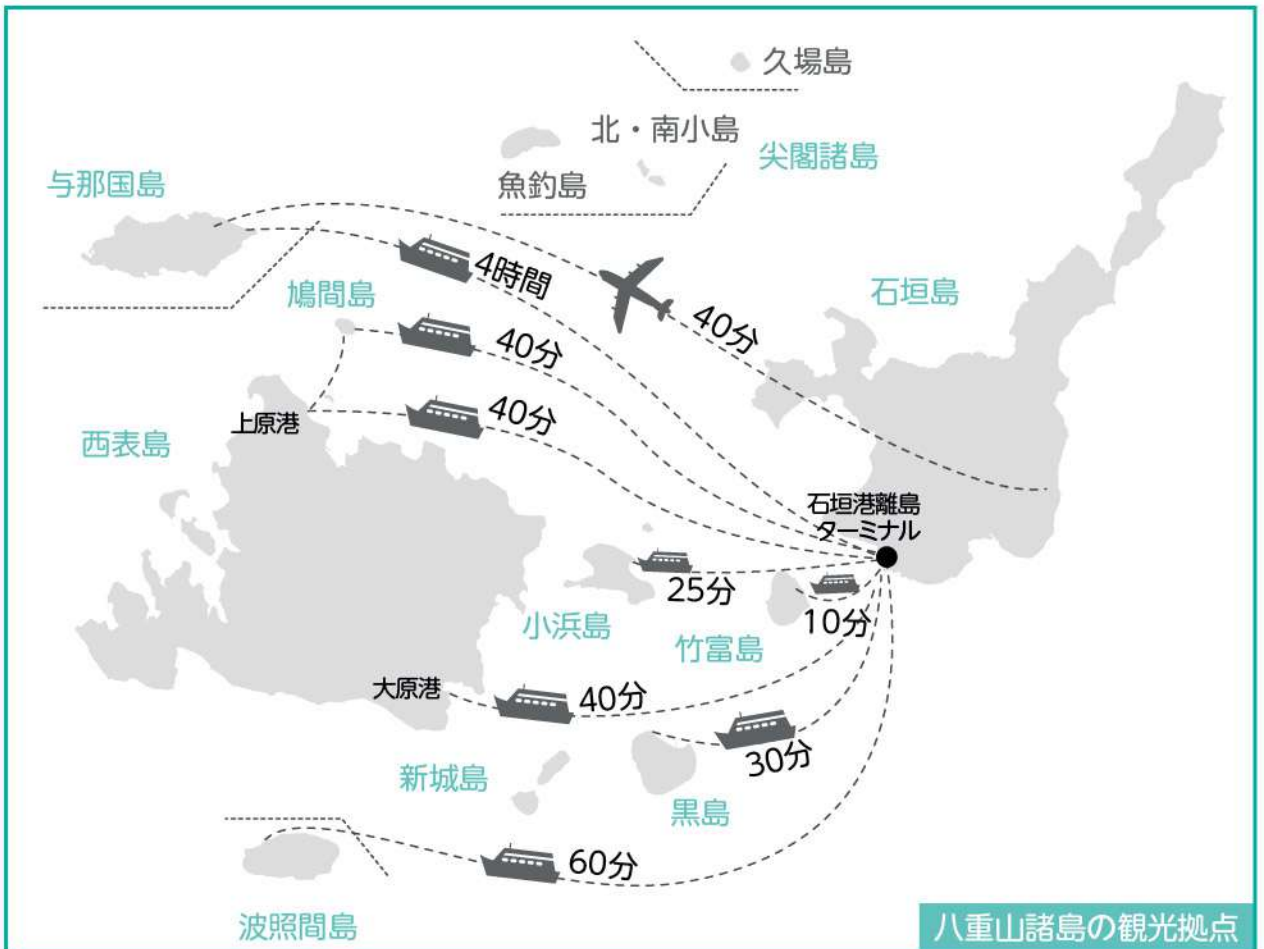 久場島
北・南小島
尖閣諸島
魚釣島
与那国島
4時間
鳩間島
石垣島
40分
40分
40分
上原港
西表島
石垣港離島
ターミナル
25分
10分
小浜島
竹富島
大原港
40分
30分
新城島
黒島
60分
波照間島
八重山諸島の観光拠点